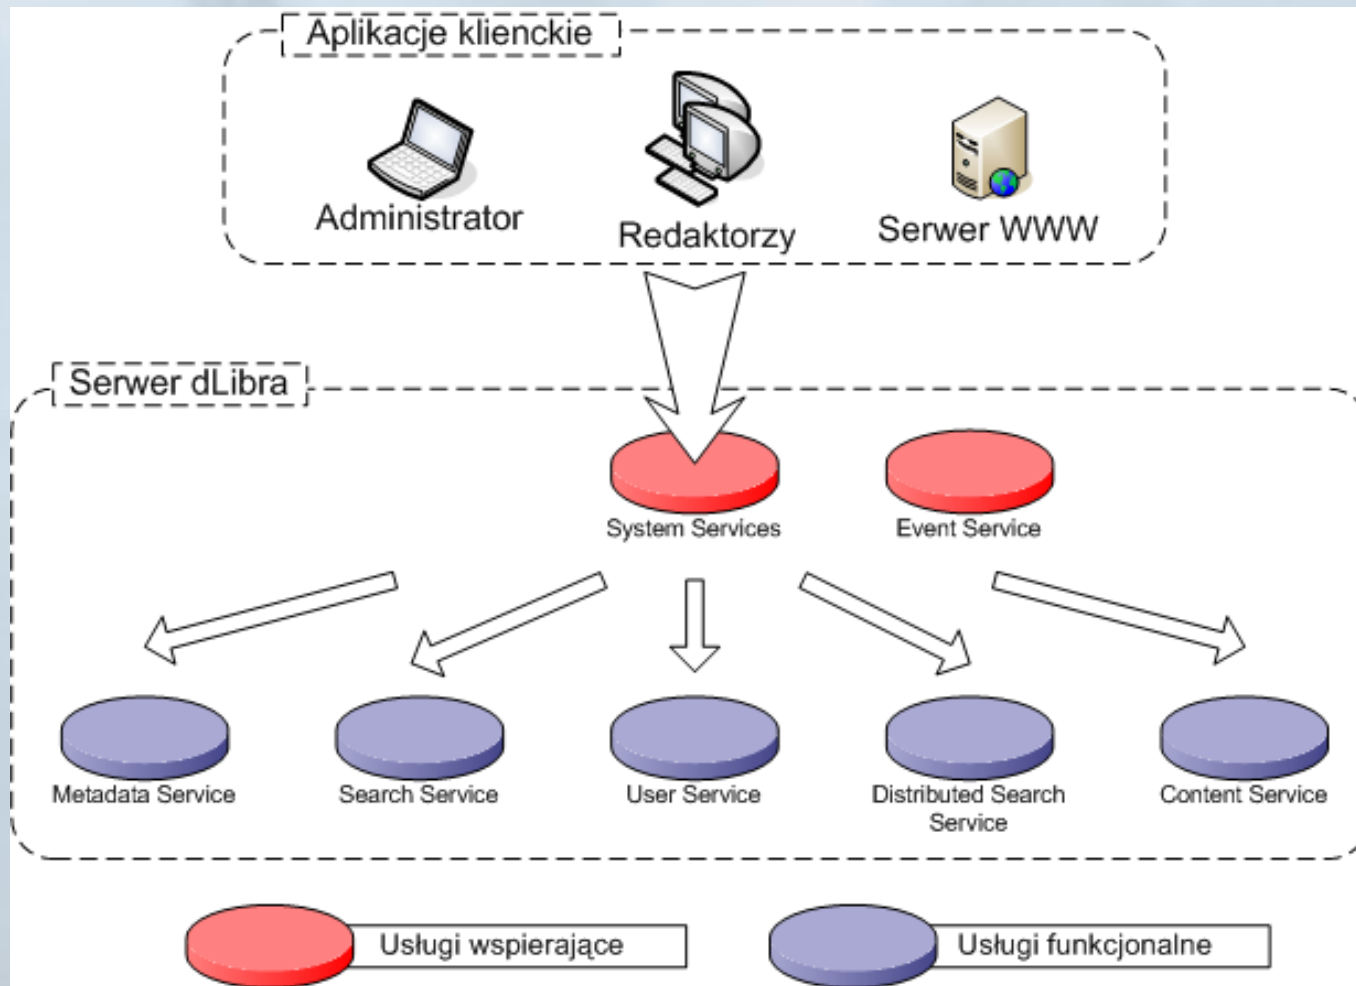 Aplikacje klienckie
Administrator
Redaktorzy
Serwer WWW
Serwer dLibra
System Services
Event Service
Metadata Service
Search Service
User Service
Distributed Search
Service
Content Service
Usługi wspierające
Usługi funkcjonalne